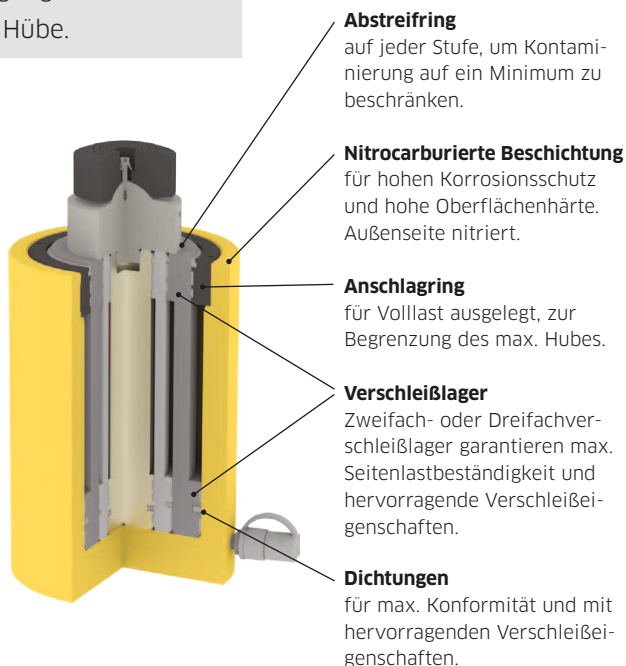 Hübe.
Abstreifring
auf jeder Stufe, um Kontami-
nierung auf ein Minimum zu
beschränken.
Nitrocarburierte Beschichtung
für hohen Korrosionsschutz
und hohe Oberflächenhärte.
Außenseite nitriert.
Anschlagring
für Volllast ausgelegt, zur
Begrenzung des max. Hubes.
Verschleißlager
Zweifach- oder Dreifachver-
schleißlager garantieren max.
Seitenlastbeständigkeit und
hervorragende Verschleißei-
genschaften.
Dichtungen
für max. Konformität und mit
hervorragenden Verschleißei-
genschaften.